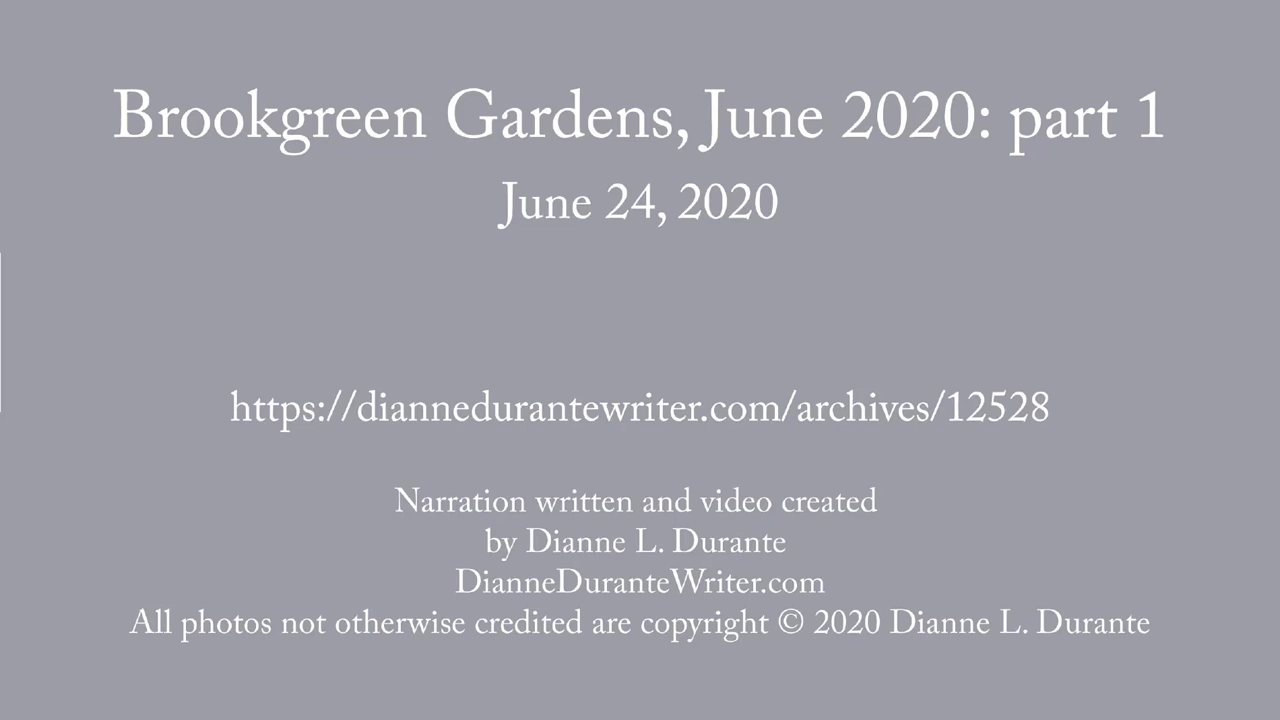 Brookgreen Gardens, June 2020: part 1
June 24, 2020
https://diannedurantewriter.com/archives/12528
Narration written and video created
by Dianne L. Durante
DianneDuranteWriter.com
All photos not otherwise credited are copyright © 2020 Dianne L. Durante